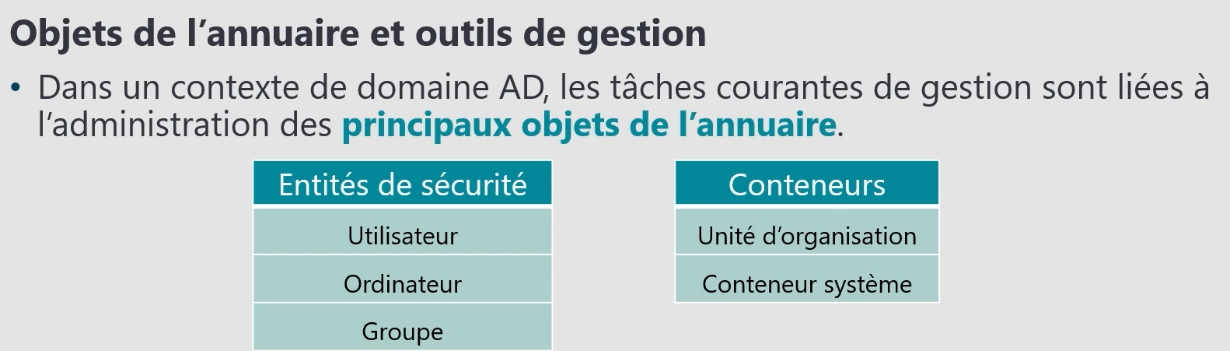 Objets de l’annuaire et outils de gestion
• Dans un contexte de domaine AD, les tâches courantes de gestion sont liées à
l’administration des principaux objets de l’annuaire.
Entités de sécurité
Utilisateur
Ordinateur
Groupe
Conteneurs
Unité d’organisation
Conteneur système